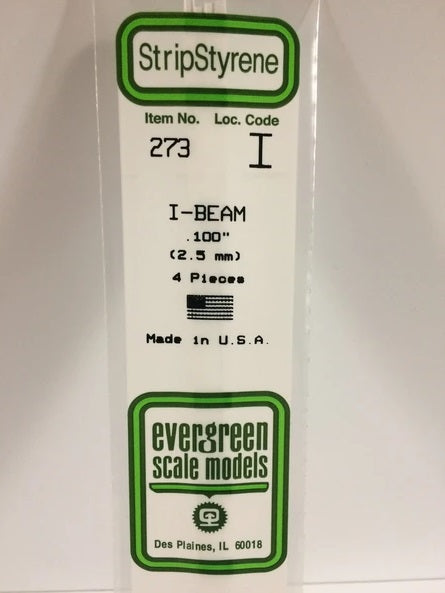 StripStyrene
Item No. Loc. Code
273 I
I-BEAM
.100"
(2.5 mm)
4 Pieces
Made in U.S.A.
evergreen
scale models
Des Plaines, IL 60018